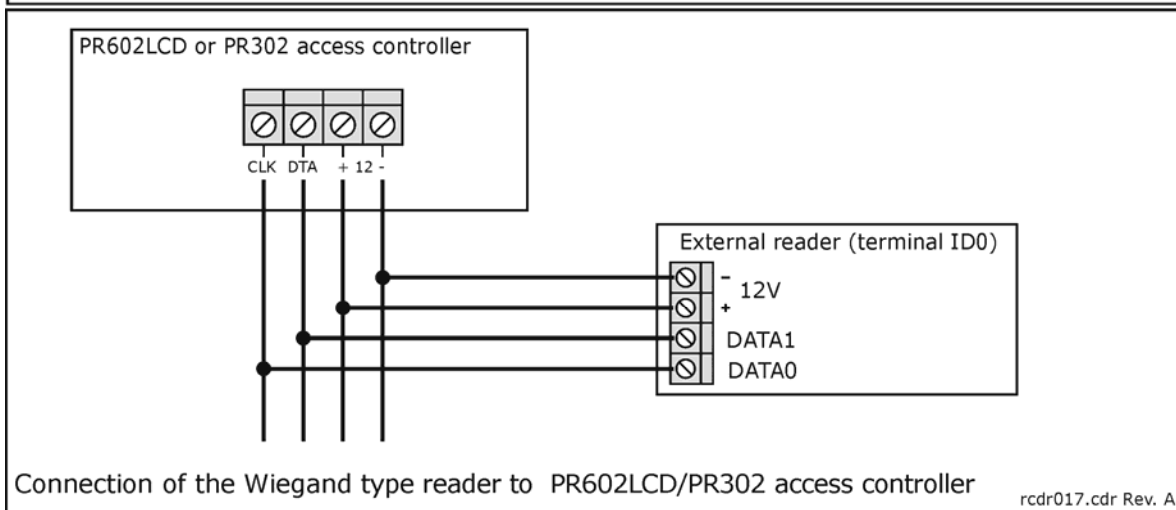 PR602LCD or PR302 access controller
CLK DTA + 12 -
External reader (terminal ID0)
-
12V
+
DATA1
DATA0
Connection of the Wiegand type reader to PR602LCD/PR302 access controller
rcdr017.cdr Rev. A